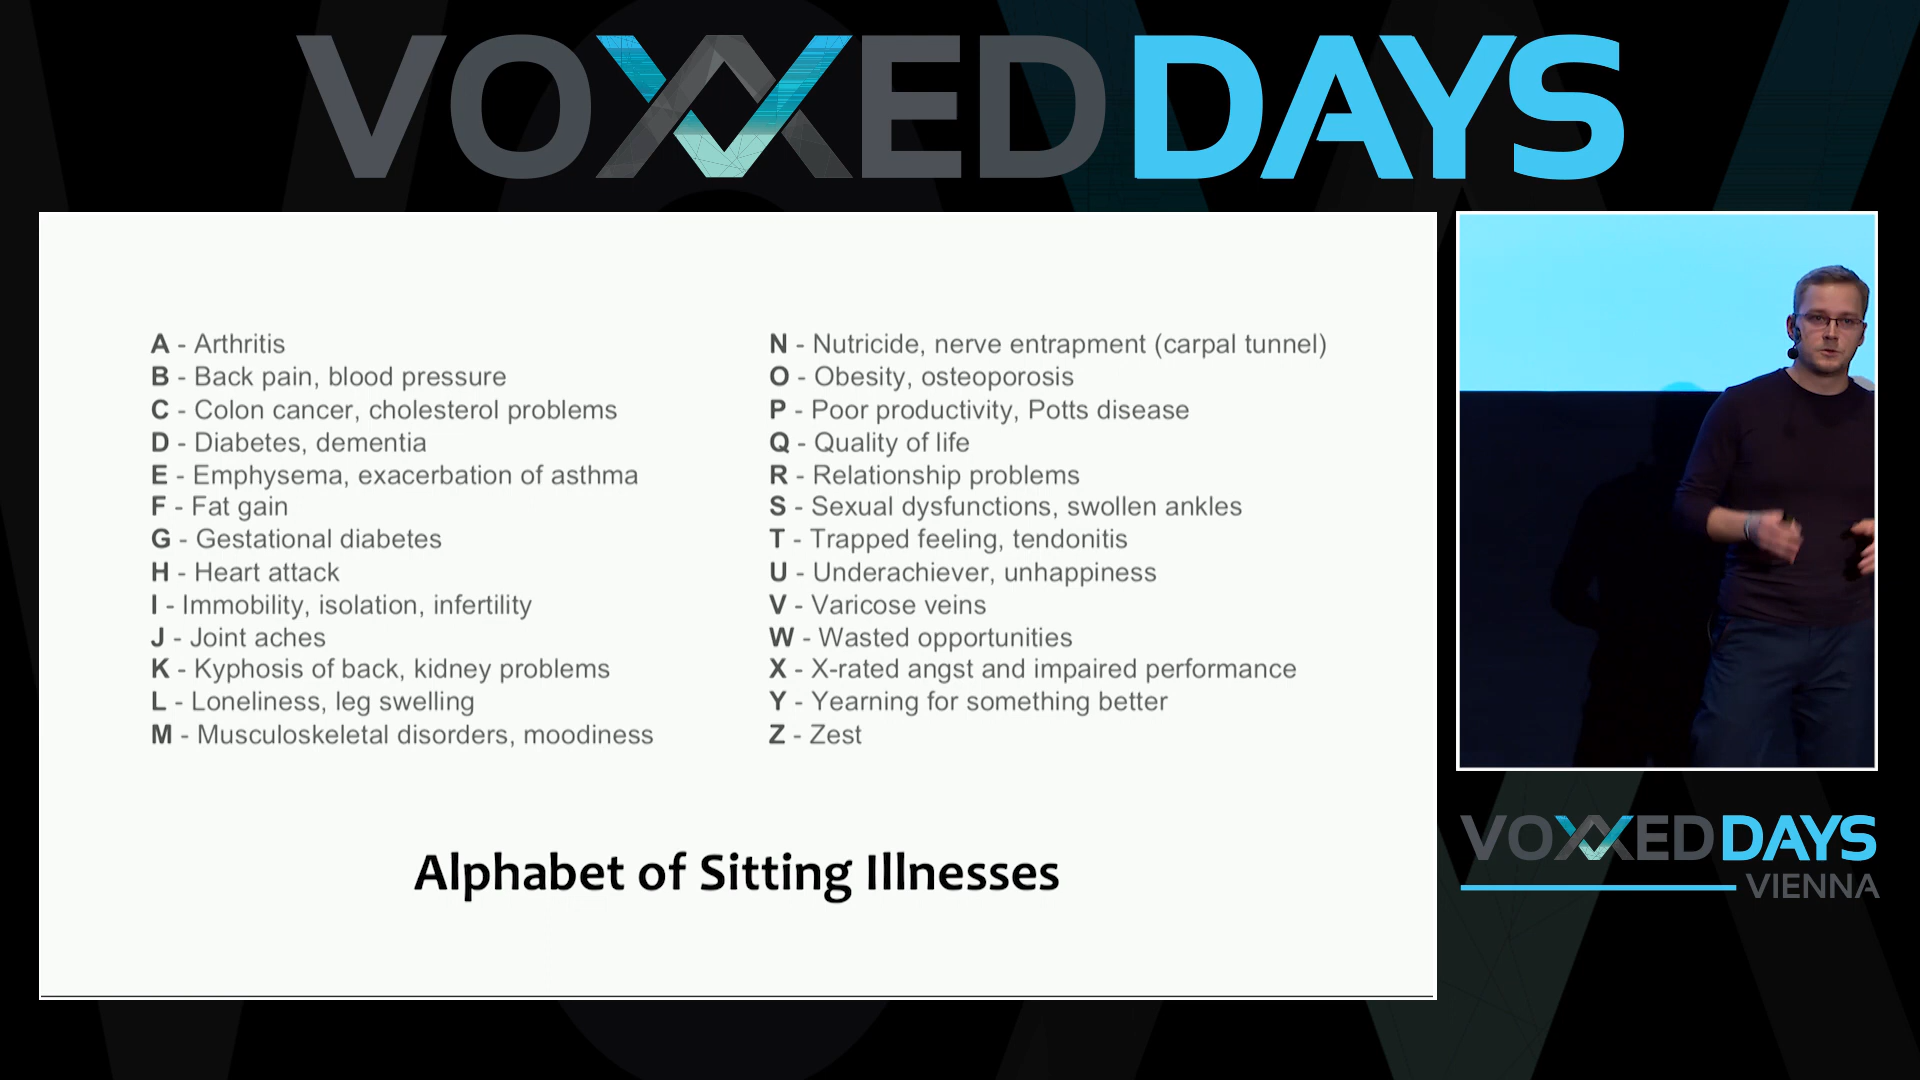 VOXXED DAYS
A - Arthritis
B - Back pain, blood pressure
C - Colon cancer, cholesterol problems
D - Diabetes, dementia
E - Emphysema, exacerbation of asthma
F - Fat gain
G - Gestational diabetes
H - Heart attack
I - Immobility, isolation, infertility
J - Joint aches
K - Kyphosis of back, kidney problems
L - Loneliness, leg swelling
M - Musculoskeletal disorders, moodiness
N - Nutricide, nerve entrapment (carpal tunnel)
O - Obesity, osteoporosis
P - Poor productivity, Potts disease
Q - Quality of life
R - Relationship problems
S - Sexual dysfunctions, swollen ankles
T - Trapped feeling, tendonitis
U - Underachiever, unhappiness
V - Varicose veins
W - Wasted opportunities
X - X-rated angst and impaired performance
Y - Yearning for something better
Z - Zest
Alphabet of Sitting Illnesses
VOXXED DAYS
VIENNA